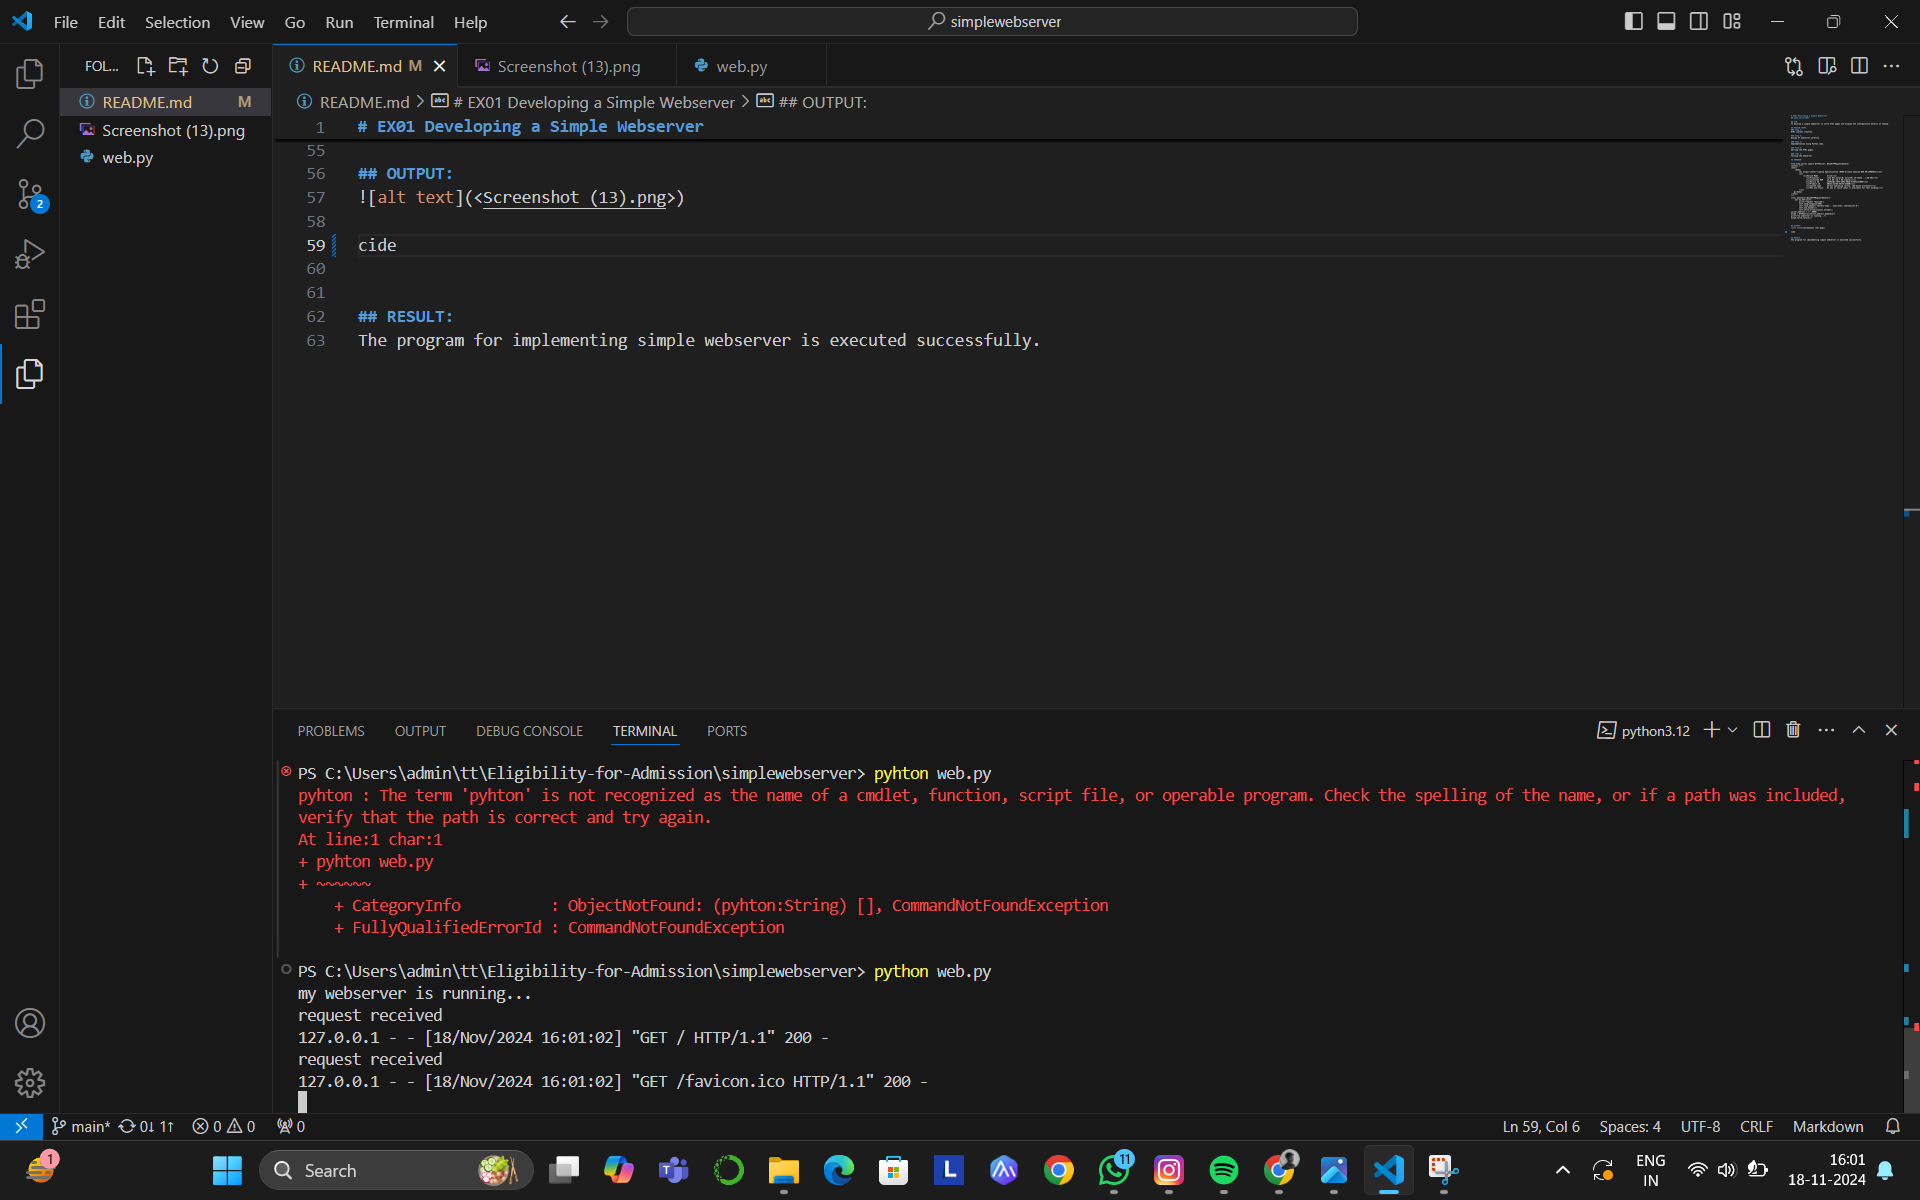 File Edit Selection View Go Run Terminal Help
simplewebserver
FOL...
README.md M
Screenshot (13).png
web.py
README.md M
Screenshot (13).png
web.py
README.md > # EX01 Developing a Simple Webserver > ## OUTPUT:
1 # EX01 Developing a Simple Webserver
55
56 ## OUTPUT:
57 ![alt text](<Screenshot (13).png>)
58
59 cide
60
61
62 ## RESULT:
63 The program for implementing simple webserver is executed successfully.
2
PROBLEMS OUTPUT DEBUG CONSOLE TERMINAL PORTS
python3.12
PS C:\Users\admin\tt\Eligibility-for-Admission\simplewebserver> pyhton web.py
pyhton : The term 'pyhton' is not recognized as the name of a cmdlet, function, script file, or operable program. Check the spelling of the name, or if a path was included,
verify that the path is correct and try again.
At line:1 char:1
+ pyhton web.py
+ ~~~~~~
+ CategoryInfo : ObjectNotFound: (pyhton:String) [], CommandNotFoundException
+ FullyQualifiedErrorId : CommandNotFoundException
PS C:\Users\admin\tt\Eligibility-for-Admission\simplewebserver> python web.py
my webserver is running...
request received
127.0.0.1 - - [18/Nov/2024 16:01:02] "GET / HTTP/1.1" 200 -
request received
127.0.0.1 - - [18/Nov/2024 16:01:02] "GET /favicon.ico HTTP/1.1" 200 -
main* 0↓ 1↑ 0 0 0
Ln 59, Col 6 Spaces: 4 UTF-8 CRLF Markdown
1
Search
L
11
ENG
IN
16:01
18-11-2024